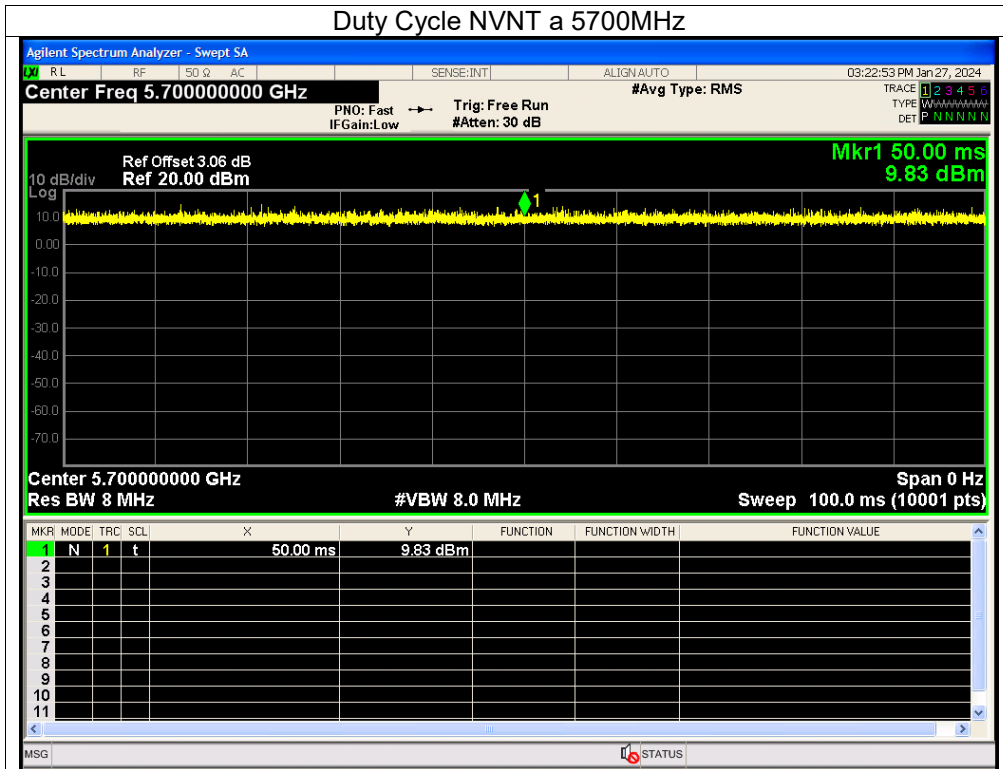 Duty Cycle NVNT a 5700MHz
Agilent Spectrum Analyzer - Swept SA
LXI RL RF 50 Ω AC SENSE:INT ALIGN AUTO 03:22:53 PM Jan 27, 2024
Center Freq 5.700000000 GHz #Avg Type: RMS TRACE 1 2 3 4 5 6
PNO: Fast Trig: Free Run TYPE W
IFGain:Low #Atten: 30 dB DET P N N N N N
Mkr1 50.00 ms
Ref Offset 3.06 dB
10 dB/div Ref 20.00 dBm 9.83 dBm
Log
1
10.0
0.00
-10.0
-20.0
-30.0
-40.0
-50.0
-60.0
-70.0
Center 5.700000000 GHz Span 0 Hz
Res BW 8 MHz #VBW 8.0 MHz Sweep 100.0 ms (10001 pts)
MKR MODE TRC SCL X Y FUNCTION FUNCTION WIDTH FUNCTION VALUE
1 N 1 t 50.00 ms 9.83 dBm
2
3
4
5
6
7
8
9
10
11
MSG STATUS